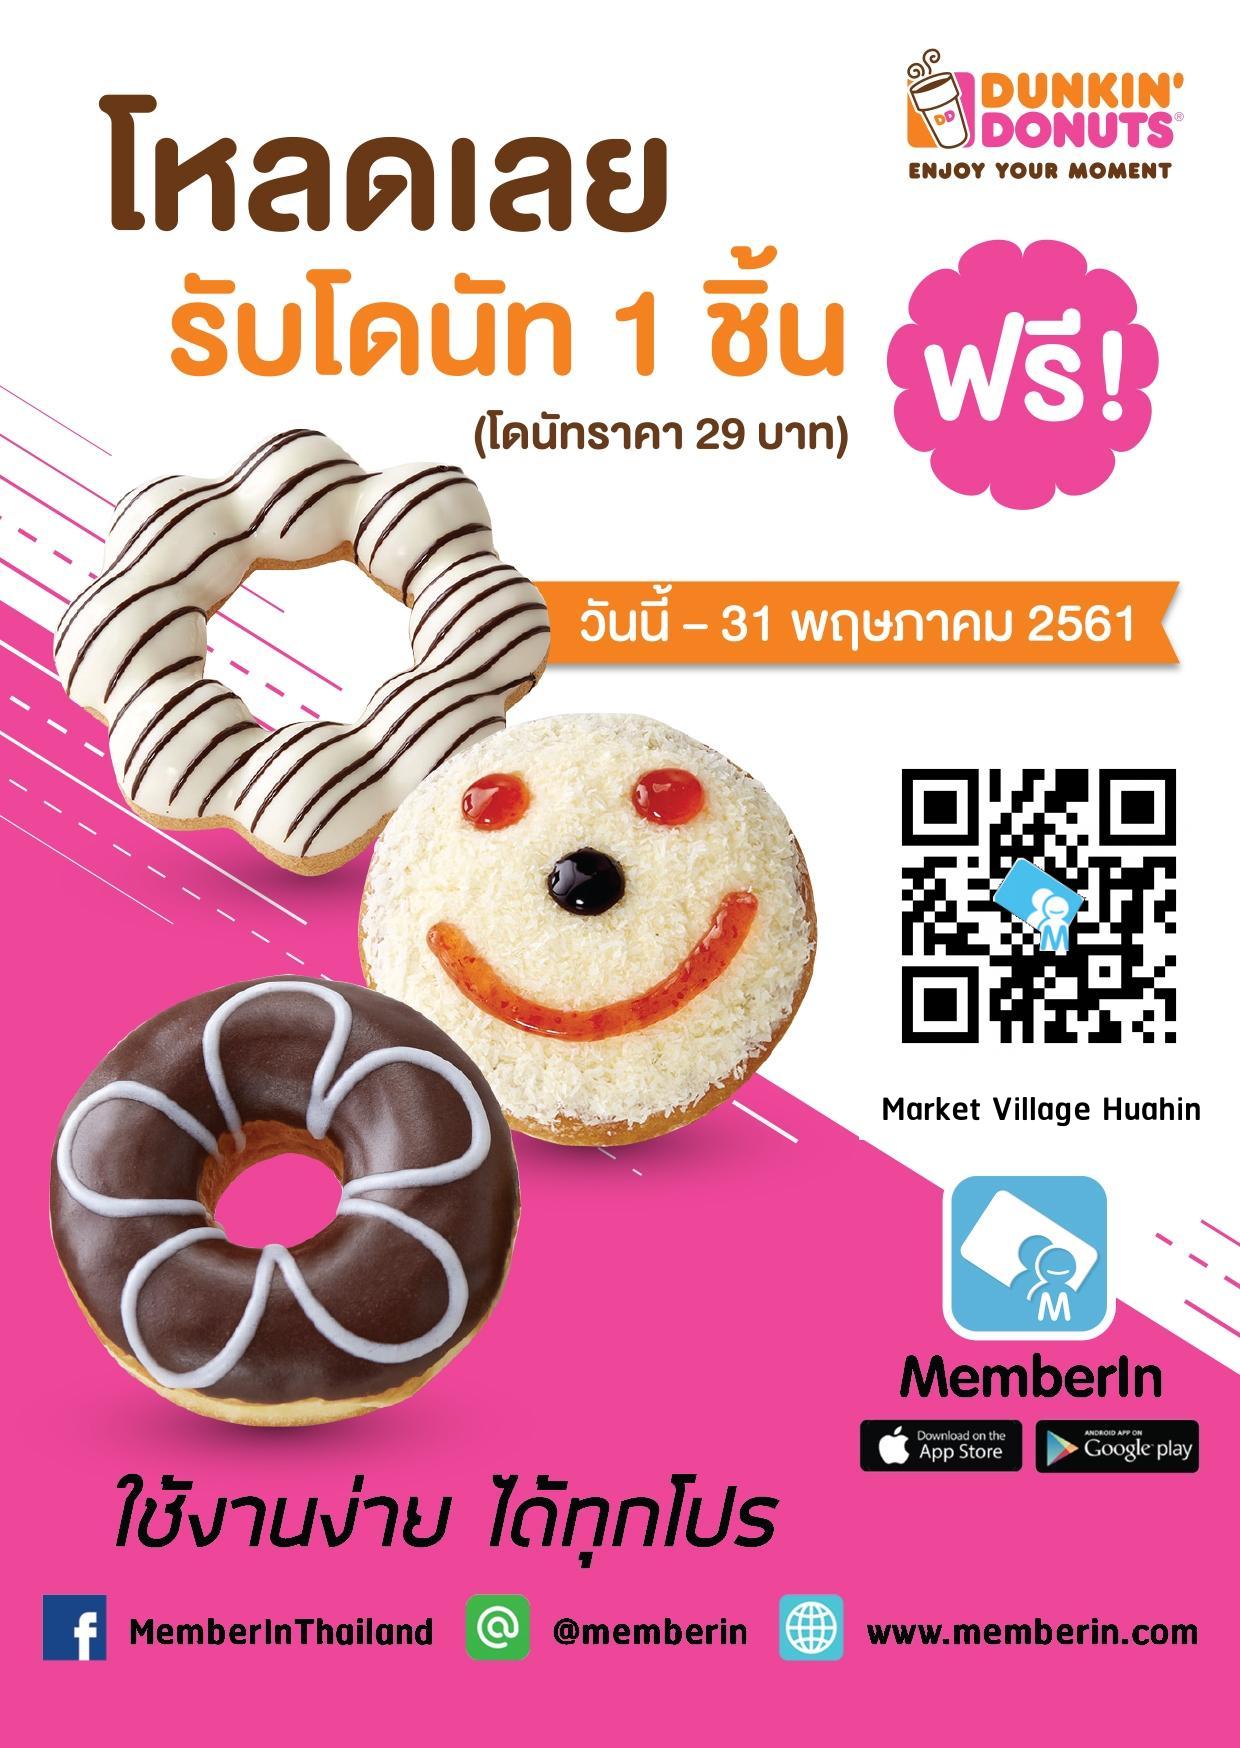 DUNKIN'
DONUTS®
ENJOY YOUR MOMENT
โหลดเลย
รับโดนัท 1 ชิ้น
ฟรี!
(โดนัทราคา 29 บาท)
วันนี้ – 31 พฤษภาคม 2561
Market Village Huahin
M
MemberIn
Download on the
App Store
ANDROID APP ON
Google play
ใช้งานง่าย ได้ทุกโปร
MemberInThailand
@memberin
www.memberin.com